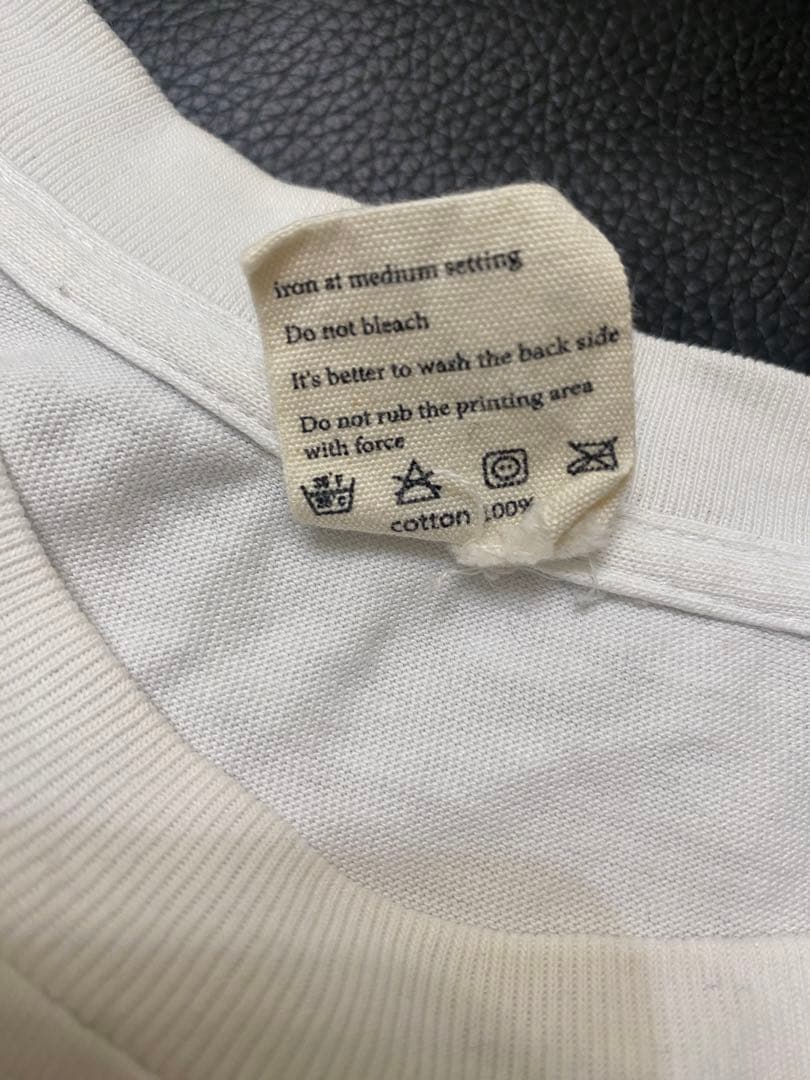 iron at medium setting
Do not bleach
It's better to wash the back side
Do not rub the printing area
with force
cotton 100%